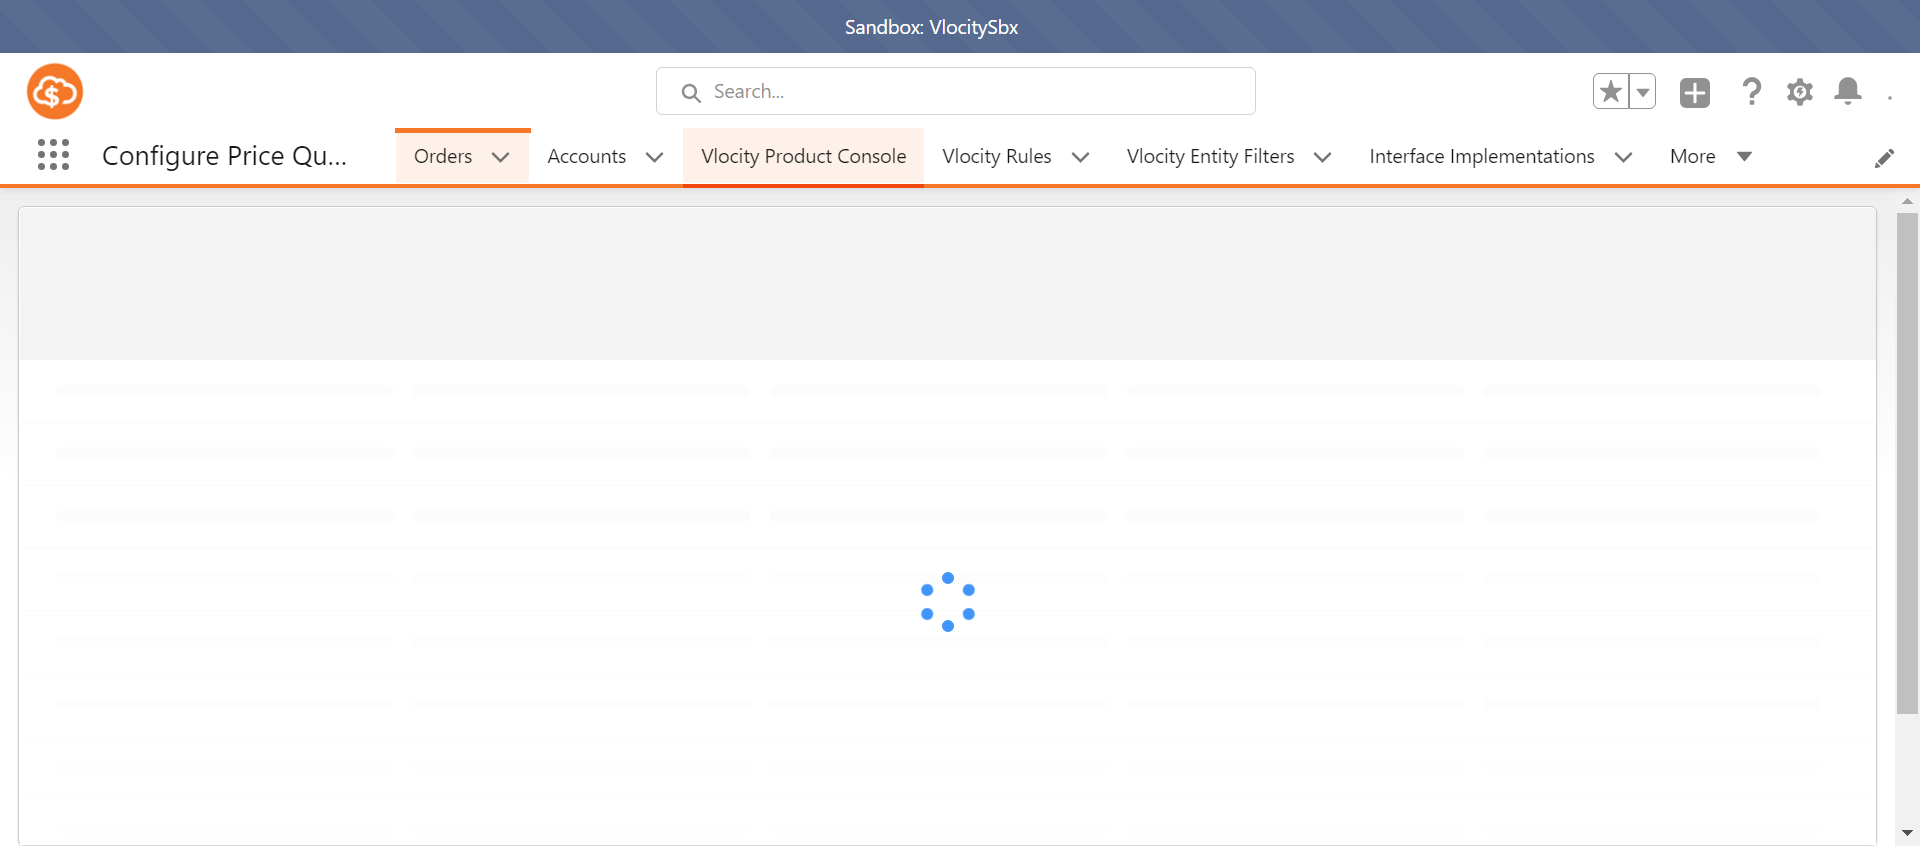 Sandbox: VlocitySbx
Search...
Configure Price Qu...
Orders
Accounts
Vlocity Product Console
Vlocity Rules
Vlocity Entity Filters
Interface Implementations
More